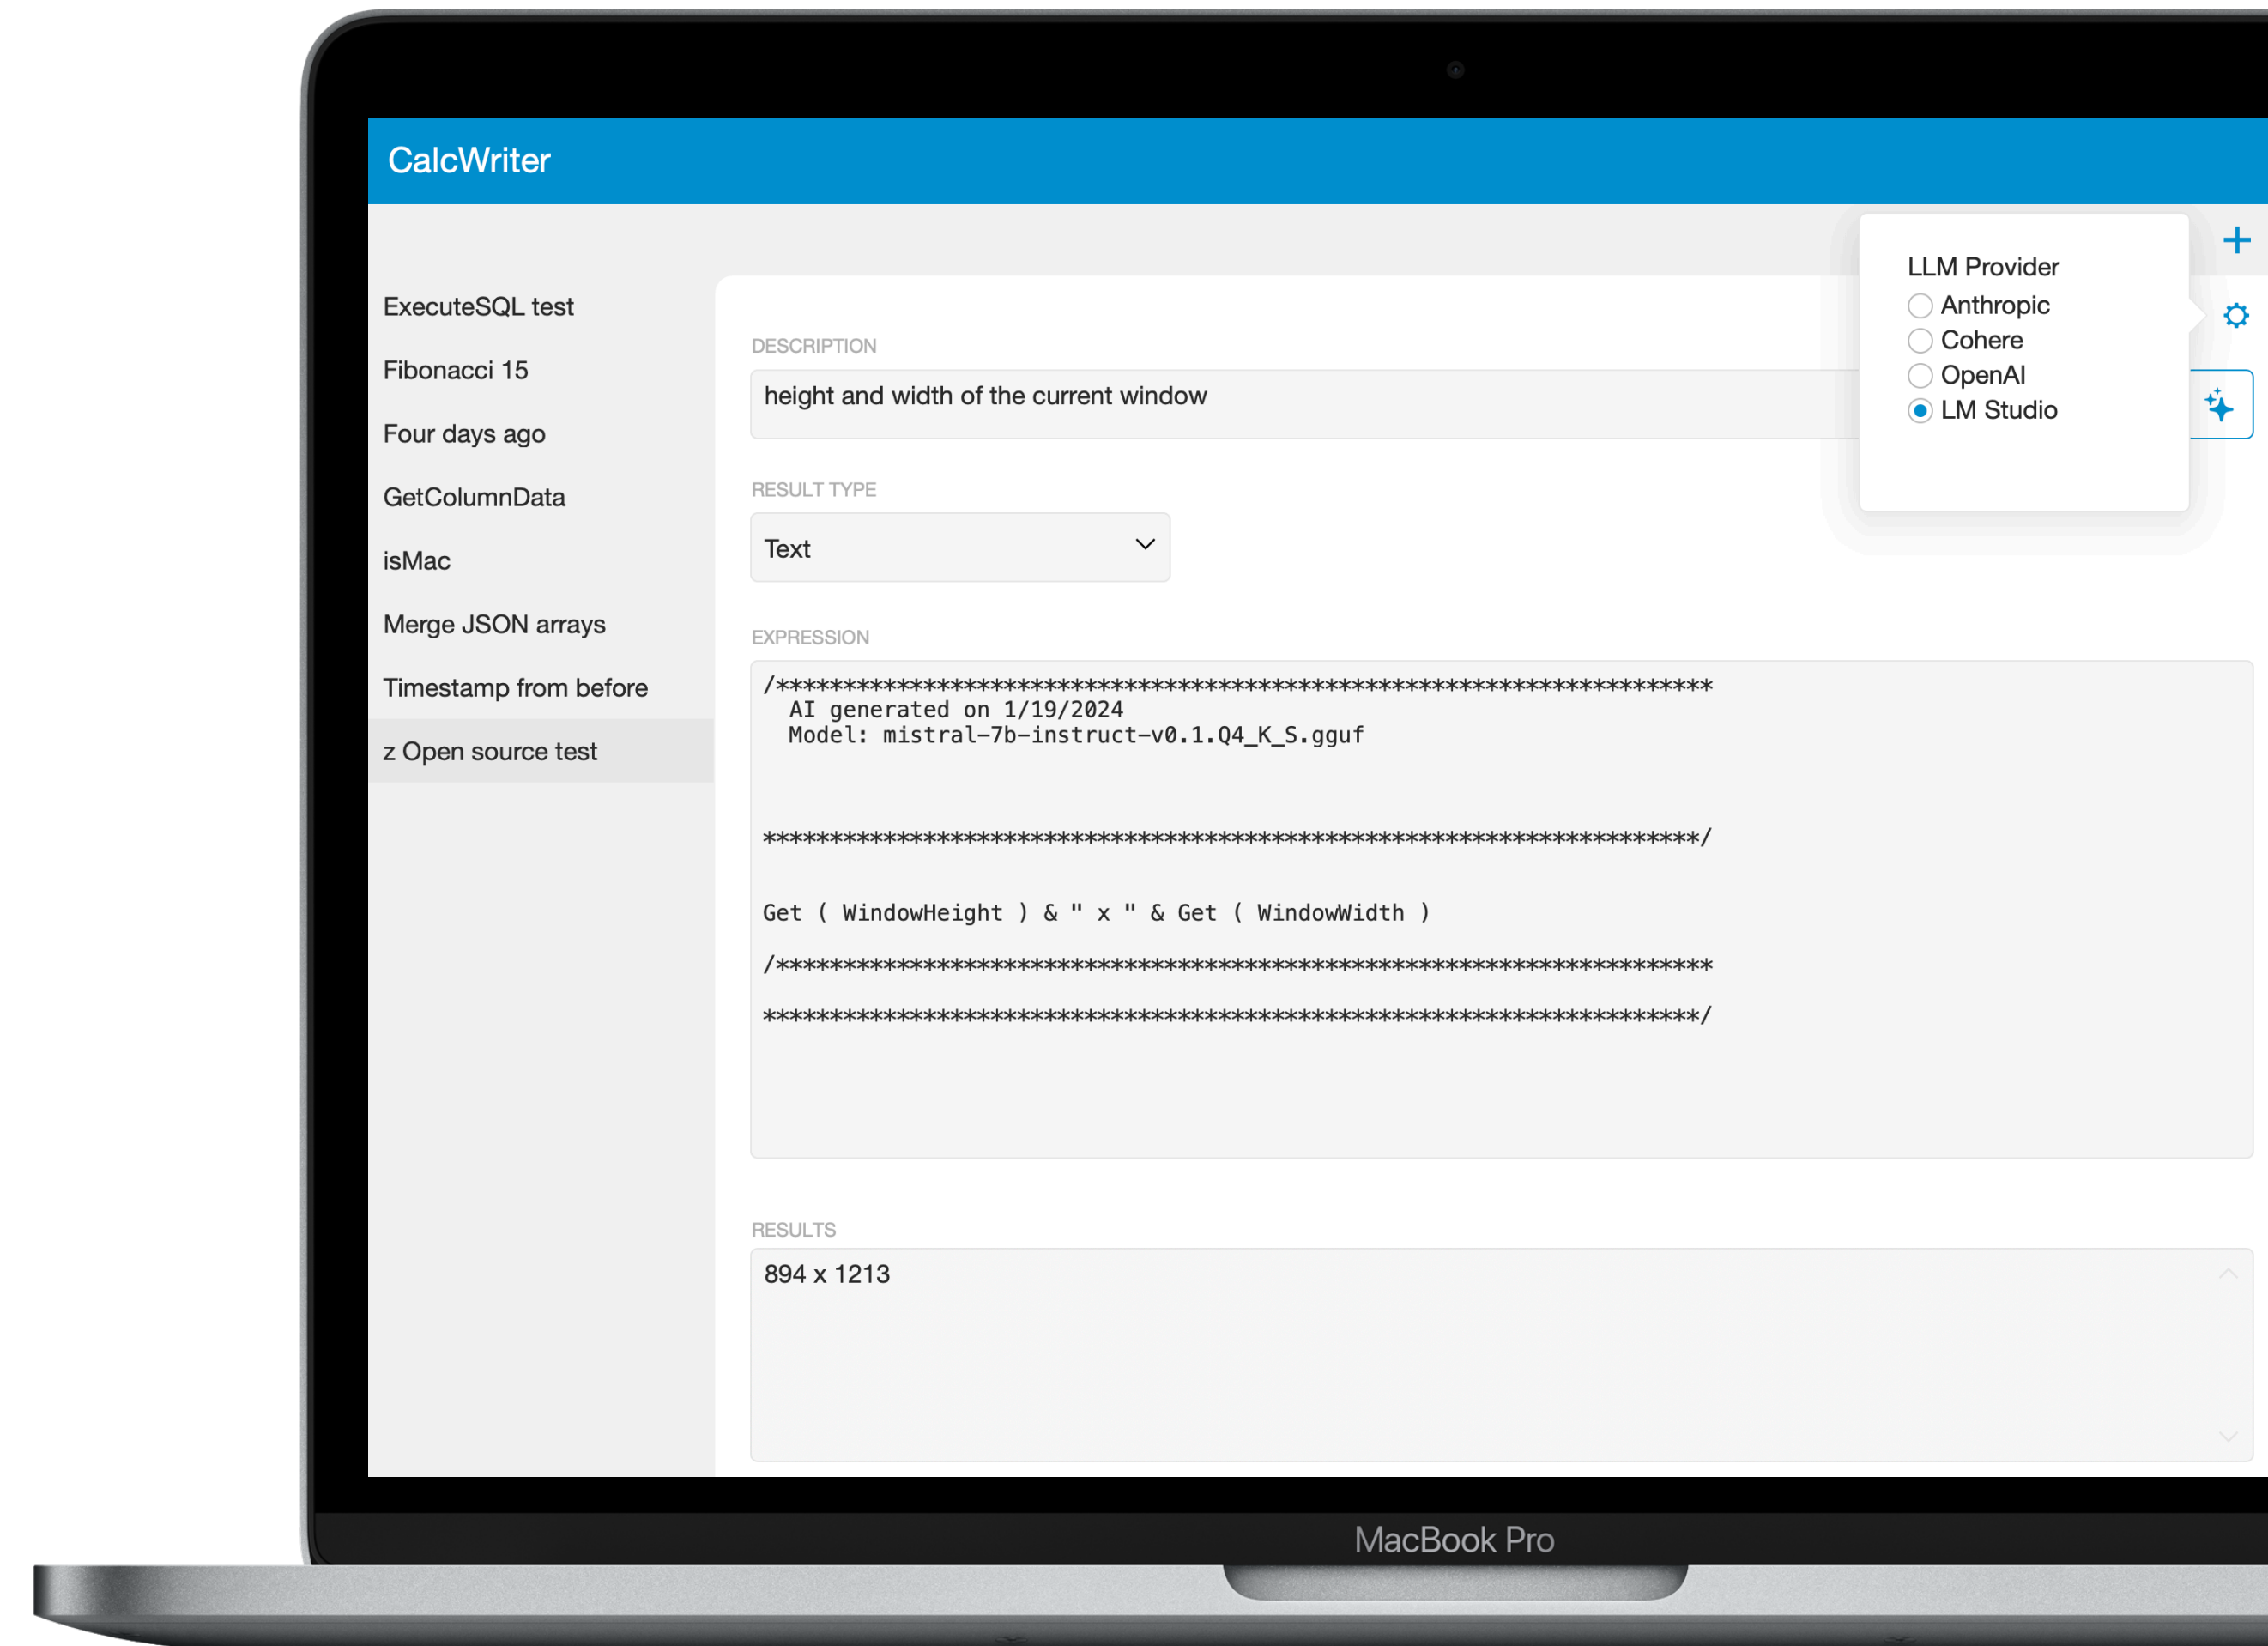 CalcWriter
ExecuteSQL test
Fibonacci 15
Four days ago
GetColumnData
isMac
Merge JSON arrays
Timestamp from before
z Open source test
LLM Provider
Anthropic
Cohere
OpenAI
LM Studio
DESCRIPTION
height and width of the current window
RESULT TYPE
Text
EXPRESSION
/***********************************************************************
AI generated on 1/19/2024
Model: mistral-7b-instruct-v0.1.Q4_K_S.gguf
***********************************************************************/
Get ( WindowHeight ) & " x " & Get ( WindowWidth )
/***********************************************************************
***********************************************************************/
RESULTS
894 x 1213
MacBook Pro